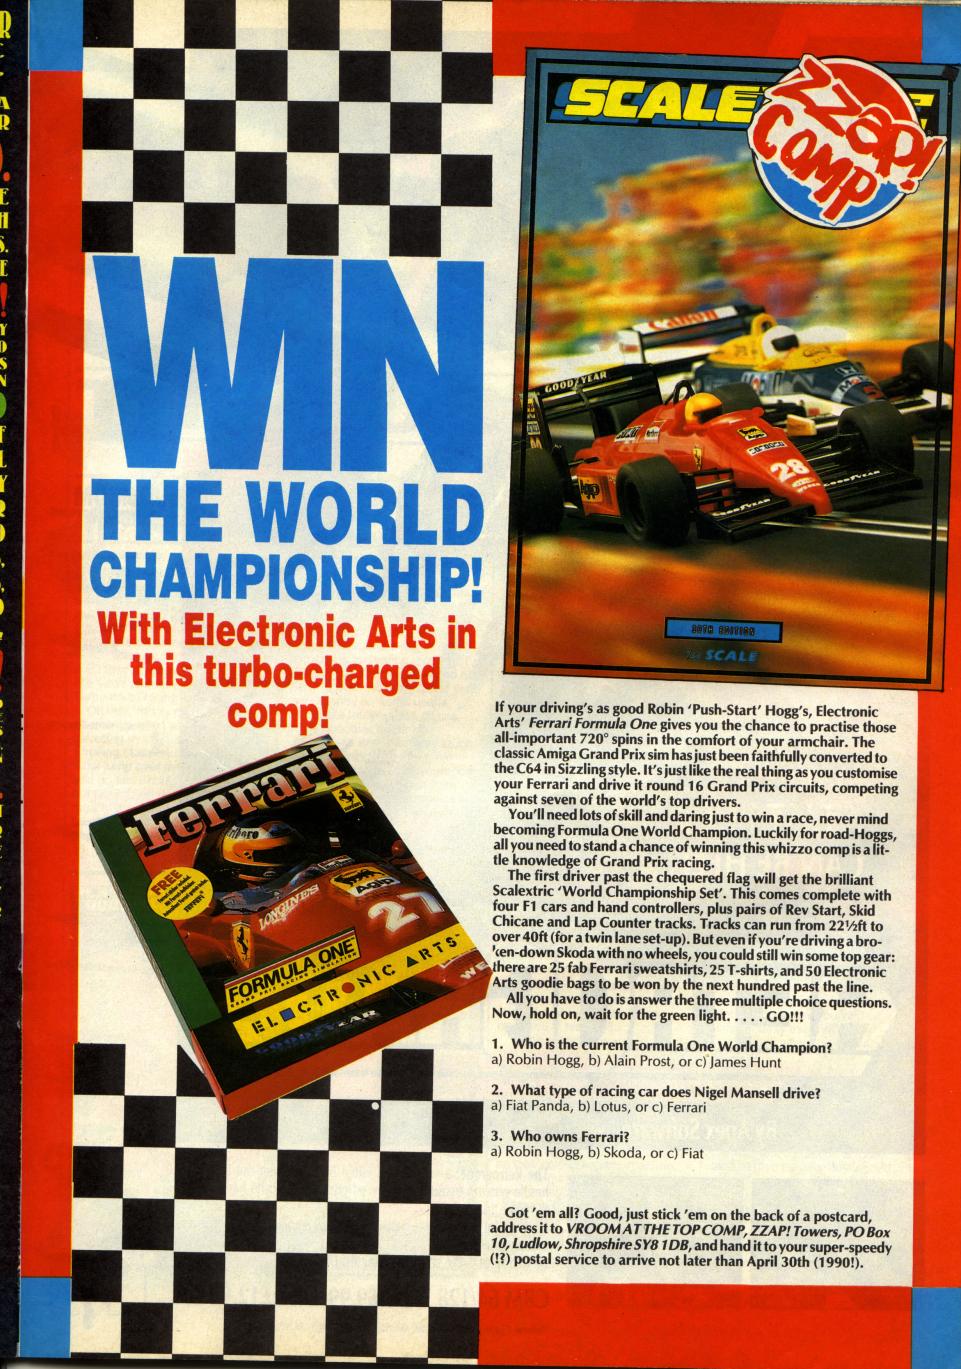 SCALE
ZZAP!
COMP
WIN
THE WORLD
CHAMPIONSHIP!
With Electronic Arts in
this turbo-charged
comp!
Canon
GOODYEAR
Mobil
28
GOODYEAR
30TH EDITION
SCALE
Ferrari
Marlboro
FREE
LONGINES
AGIP
27
FORMULA ONE
GRAND PRIX RACING SIMULATION
ELECTRONIC ARTS
GOODYEAR
If your driving's as good Robin 'Push-Start' Hogg's, Electronic
Arts' Ferrari Formula One gives you the chance to practise those
all-important 720° spins in the comfort of your armchair. The
classic Amiga Grand Prix sim has just been faithfully converted to
the C64 in Sizzling style. It's just like the real thing as you customise
your Ferrari and drive it round 16 Grand Prix circuits, competing
against seven of the world's top drivers.
You'll need lots of skill and daring just to win a race, never mind
becoming Formula One World Champion. Luckily for road-Hoggs,
all you need to stand a chance of winning this whizzo comp is a lit-
tle knowledge of Grand Prix racing.
The first driver past the chequered flag will get the brilliant
Scalextric 'World Championship Set'. This comes complete with
four F1 cars and hand controllers, plus pairs of Rev Start, Skid
Chicane and Lap Counter tracks. Tracks can run from 22½ft to
over 40ft (for a twin lane set-up). But even if you're driving a bro-
ken-down Skoda with no wheels, you could still win some top gear:
there are 25 fab Ferrari sweatshirts, 25 T-shirts, and 50 Electronic
Arts goodie bags to be won by the next hundred past the line.
All you have to do is answer the three multiple choice questions.
Now, hold on, wait for the green light. . . . . GO!!!
1. Who is the current Formula One World Champion?
a) Robin Hogg, b) Alain Prost, or c) James Hunt
2. What type of racing car does Nigel Mansell drive?
a) Fiat Panda, b) Lotus, or c) Ferrari
3. Who owns Ferrari?
a) Robin Hogg, b) Skoda, or c) Fiat
Got 'em all? Good, just stick 'em on the back of a postcard,
address it to VROOM AT THE TOP COMP, ZZAP! Towers, PO Box
10, Ludlow, Shropshire SY8 1DB, and hand it to your super-speedy
(!?) postal service to arrive not later than April 30th (1990!).